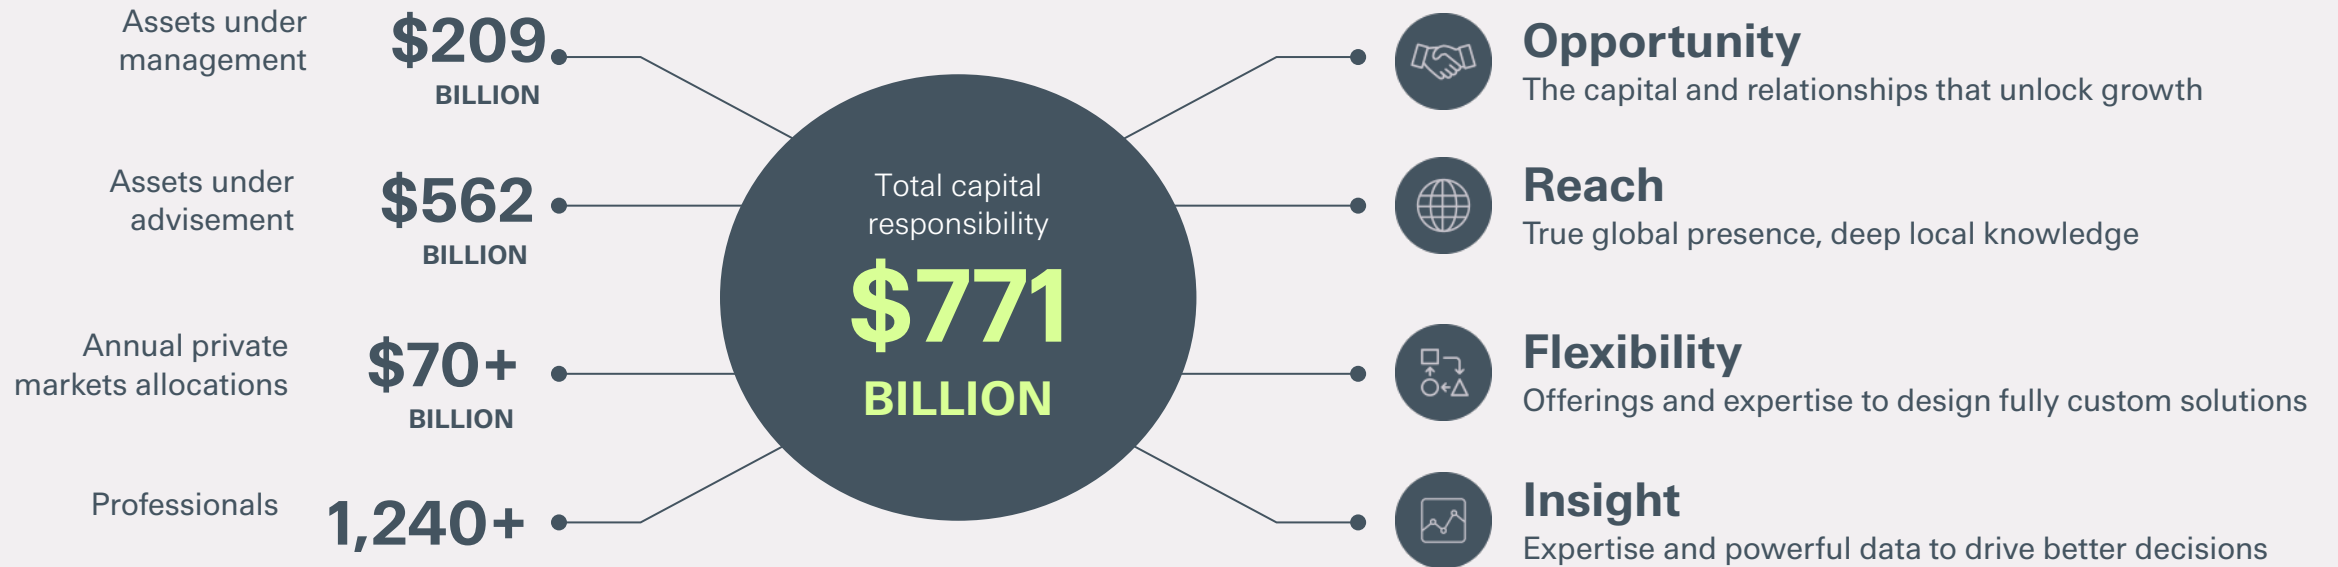 Assets under
management
$209
BILLION
Assets under
advisement
$562
BILLION
Annual private
markets allocations
$70+
BILLION
Professionals
1,240+
Total capital
responsibility
$771
BILLION
Opportunity
The capital and relationships that unlock growth
Reach
True global presence, deep local knowledge
Flexibility
Offerings and expertise to design fully custom solutions
Insight
Expertise and powerful data to drive better decisions